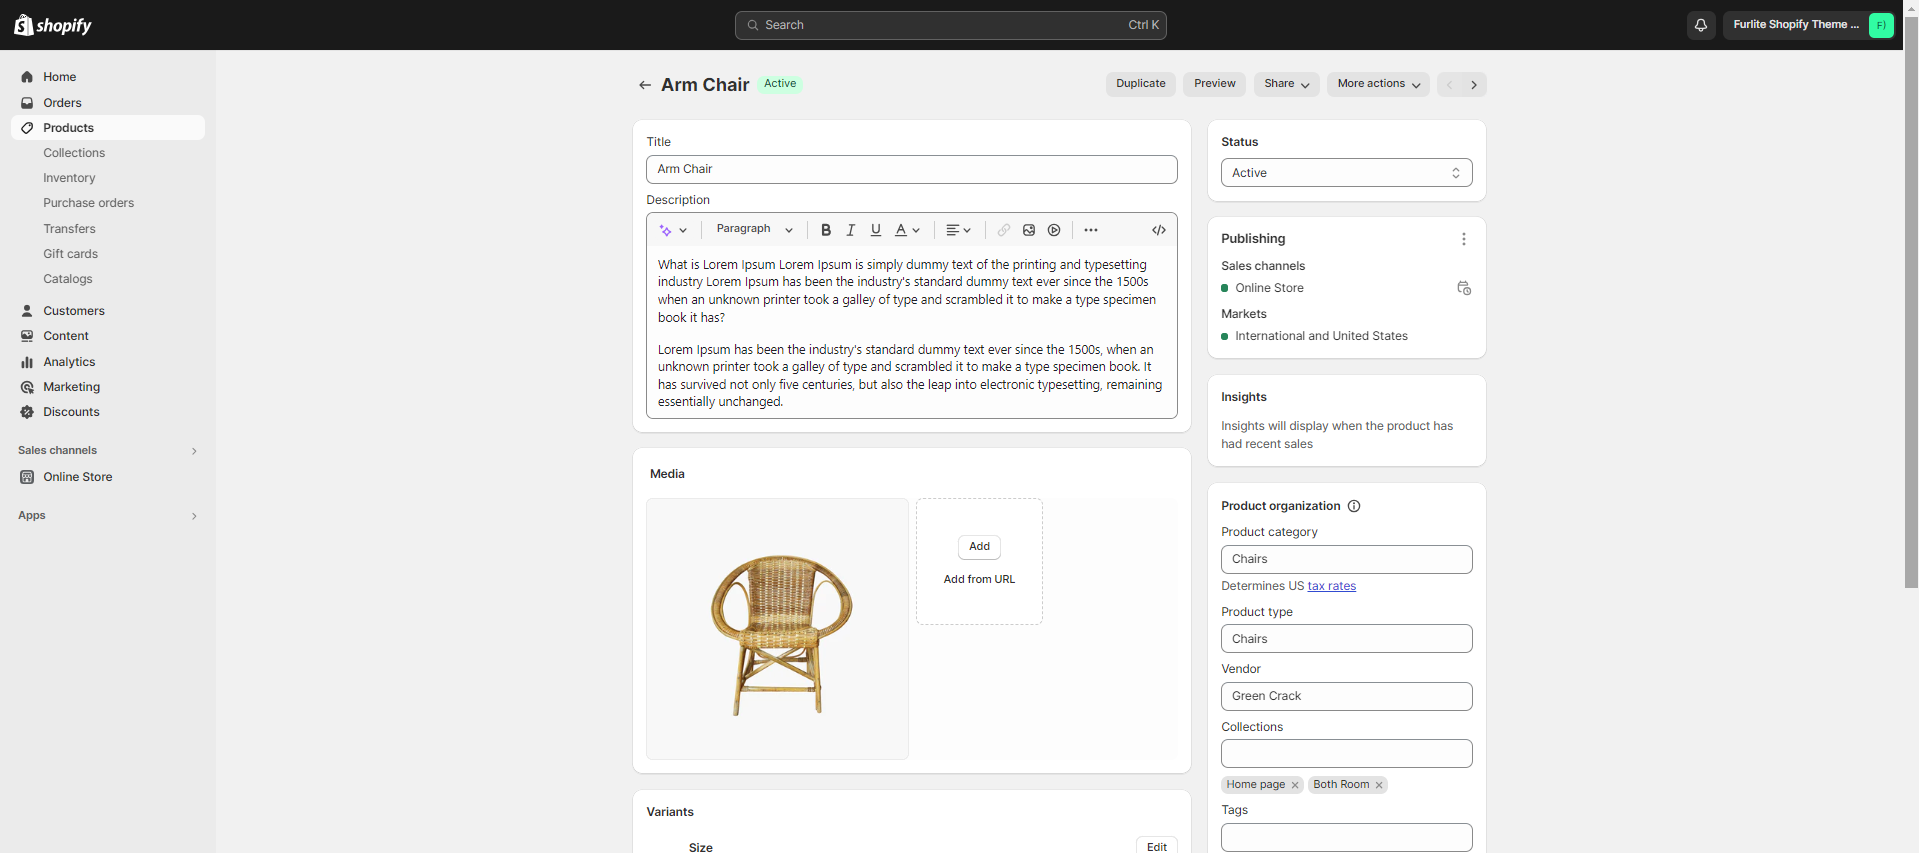 shopify
Search
Ctrl K
Furlite Shopify Theme ...
F)
Home
Orders
Products
Collections
Inventory
Purchase orders
Transfers
Gift cards
Catalogs
Customers
Content
Analytics
Marketing
Discounts
Sales channels
Online Store
Apps
Arm Chair
Active
Duplicate
Preview
Share
More actions
Title
Arm Chair
Description
Paragraph
B
I
U
A
What is Lorem Ipsum Lorem Ipsum is simply dummy text of the printing and typesetting
industry Lorem Ipsum has been the industry's standard dummy text ever since the 1500s
when an unknown printer took a galley of type and scrambled it to make a type specimen
book it has?
Lorem Ipsum has been the industry's standard dummy text ever since the 1500s, when an
unknown printer took a galley of type and scrambled it to make a type specimen book. It
has survived not only five centuries, but also the leap into electronic typesetting, remaining
essentially unchanged.
Media
Add
Add from URL
Variants
Size
Edit
Status
Active
Publishing
Sales channels
Online Store
Markets
International and United States
Insights
Insights will display when the product has
had recent sales
Product organization
Product category
Chairs
Determines US tax rates
Product type
Chairs
Vendor
Green Crack
Collections
Home page
Both Room
Tags